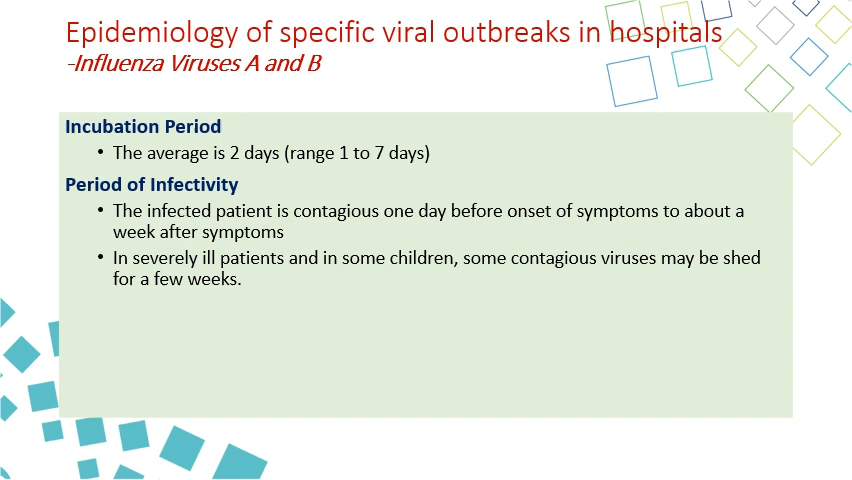 Epidemiology of specific viral outbreaks in hospitals
-Influenza Viruses A and B
Incubation Period
• The average is 2 days (range 1 to 7 days)
Period of Infectivity
• The infected patient is contagious one day before onset of symptoms to about a
week after symptoms
• In severely ill patients and in some children, some contagious viruses may be shed
for a few weeks.